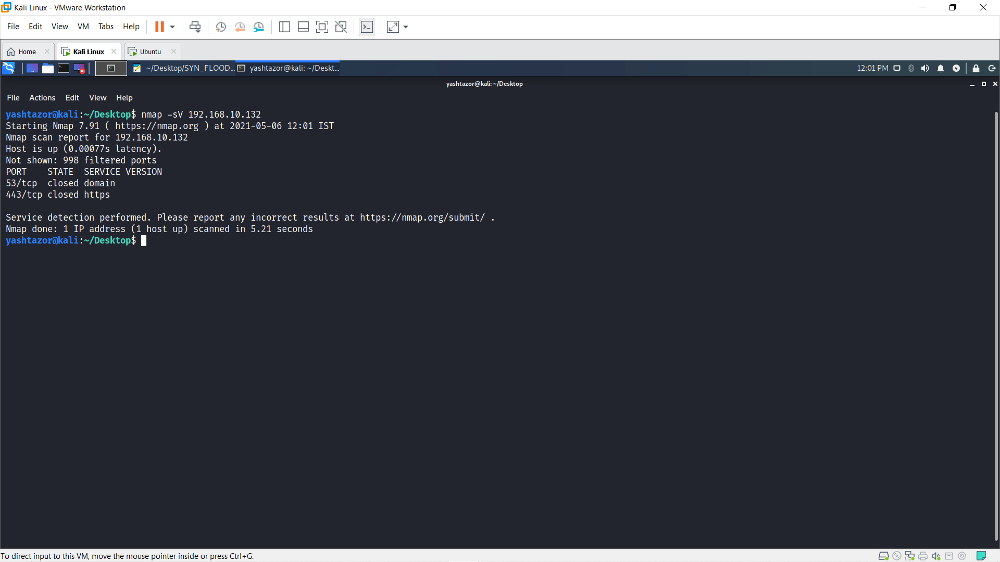 Kali Linux - VMware Workstation
File Edit View VM Tabs Help
Home Kali Linux Ubuntu
~/Desktop/SYN_FLOOD... yashtazor@kali: ~/Deskt... 12:01 PM
yashtazor@kali: ~/Desktop
File Actions Edit View Help
yashtazor@kali:~/Desktop$ nmap -sV 192.168.10.132
Starting Nmap 7.91 ( https://nmap.org ) at 2021-05-06 12:01 IST
Nmap scan report for 192.168.10.132
Host is up (0.00077s latency).
Not shown: 998 filtered ports
PORT    STATE  SERVICE VERSION
53/tcp  closed domain
443/tcp closed https
Service detection performed. Please report any incorrect results at https://nmap.org/submit/ .
Nmap done: 1 IP address (1 host up) scanned in 5.21 seconds
yashtazor@kali:~/Desktop$
To direct input to this VM, move the mouse pointer inside or press Ctrl+G.